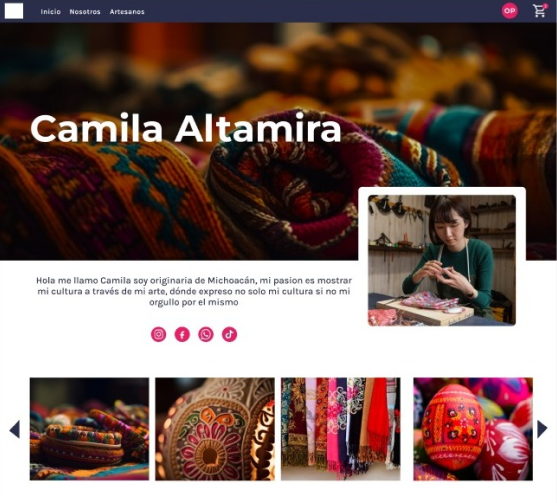 Inicio Nosotros Artesanos
OP
Camila Altamira
Hola me llamo Camila soy originaria de Michoacán, mi pasion es mostrar
mi cultura a través de mi arte, dónde expreso no solo mi cultura si no mi
orgullo por el mismo